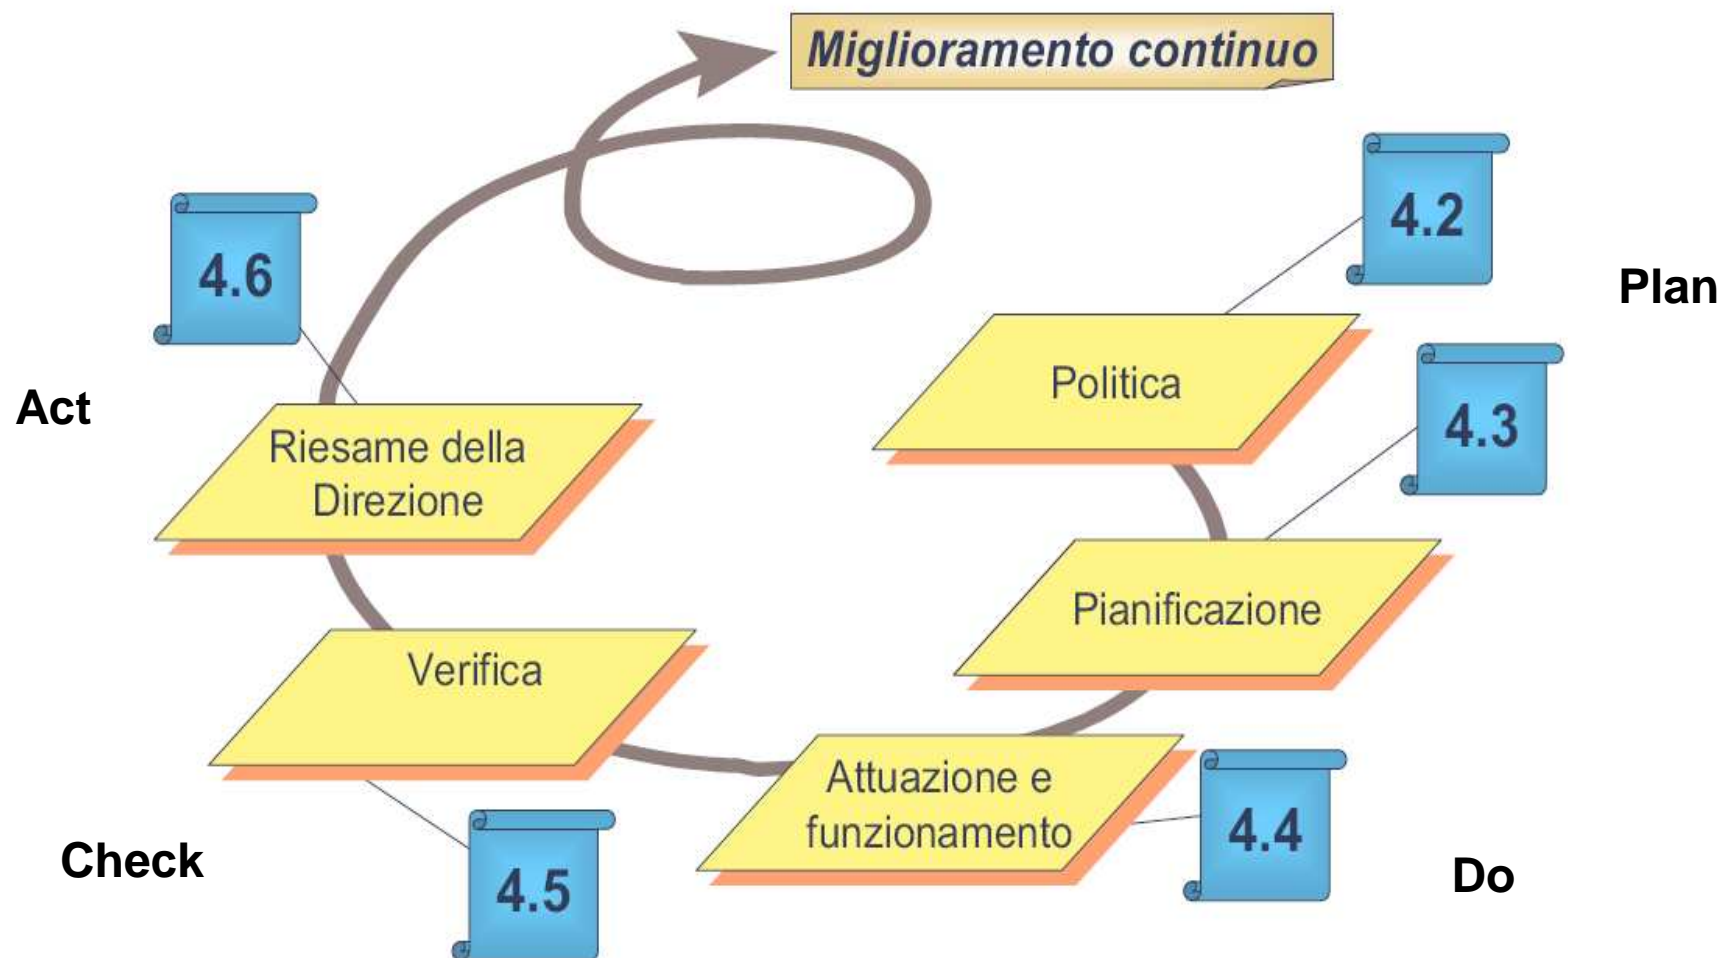 Miglioramento continuo
4.2
Plan
4.6
4.3
Politica
Act
Riesame della
Direzione
Pianificazione
Verifica
Attuazione e
funzionamento
4.4
Check
4.5
Do